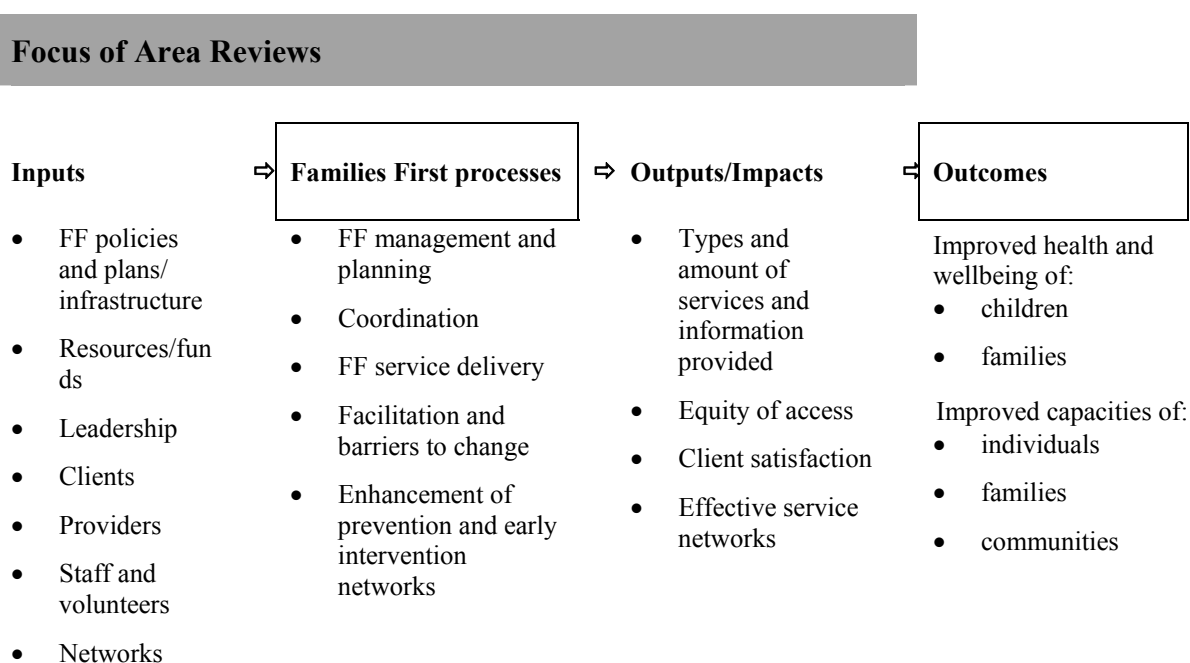 Focus of Area Reviews
Inputs
⇨ Families First processes
⇨ Outputs/Impacts
⇨ Outcomes
• FF policies
and plans/
infrastructure
• Resources/fun
ds
• Leadership
• Clients
• Providers
• Staff and
volunteers
• Networks
• FF management and
planning
• Coordination
• FF service delivery
• Facilitation and
barriers to change
• Enhancement of
prevention and early
intervention
networks
• Types and
amount of
services and
information
provided
• Equity of access
• Client satisfaction
• Effective service
networks
Improved health and
wellbeing of:
• children
• families
Improved capacities of:
• individuals
• families
• communities